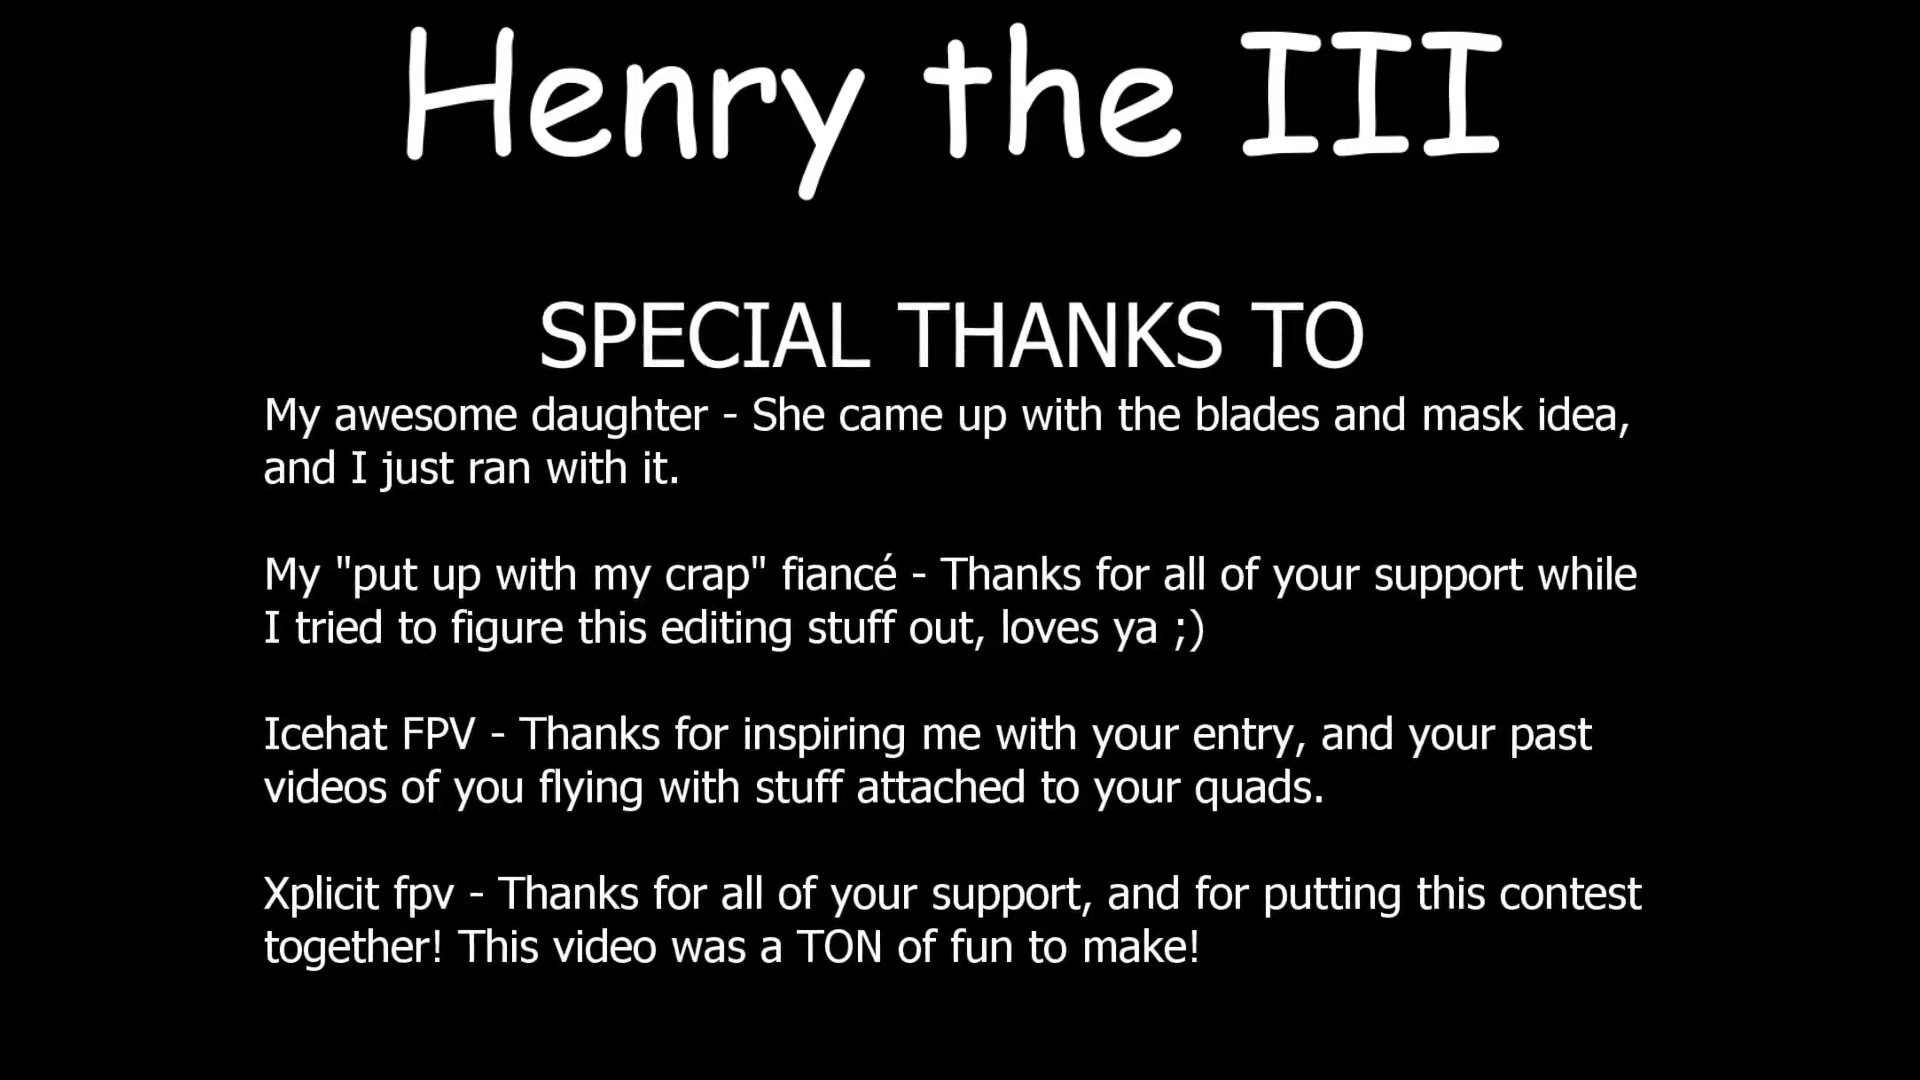 Henry the III
SPECIAL THANKS TO
My awesome daughter - She came up with the blades and mask idea,
and I just ran with it.
My "put up with my crap" fiancé - Thanks for all of your support while
I tried to figure this editing stuff out, loves ya ;)
Icehat FPV - Thanks for inspiring me with your entry, and your past
videos of you flying with stuff attached to your quads.
Xplicit fpv - Thanks for all of your support, and for putting this contest
together! This video was a TON of fun to make!